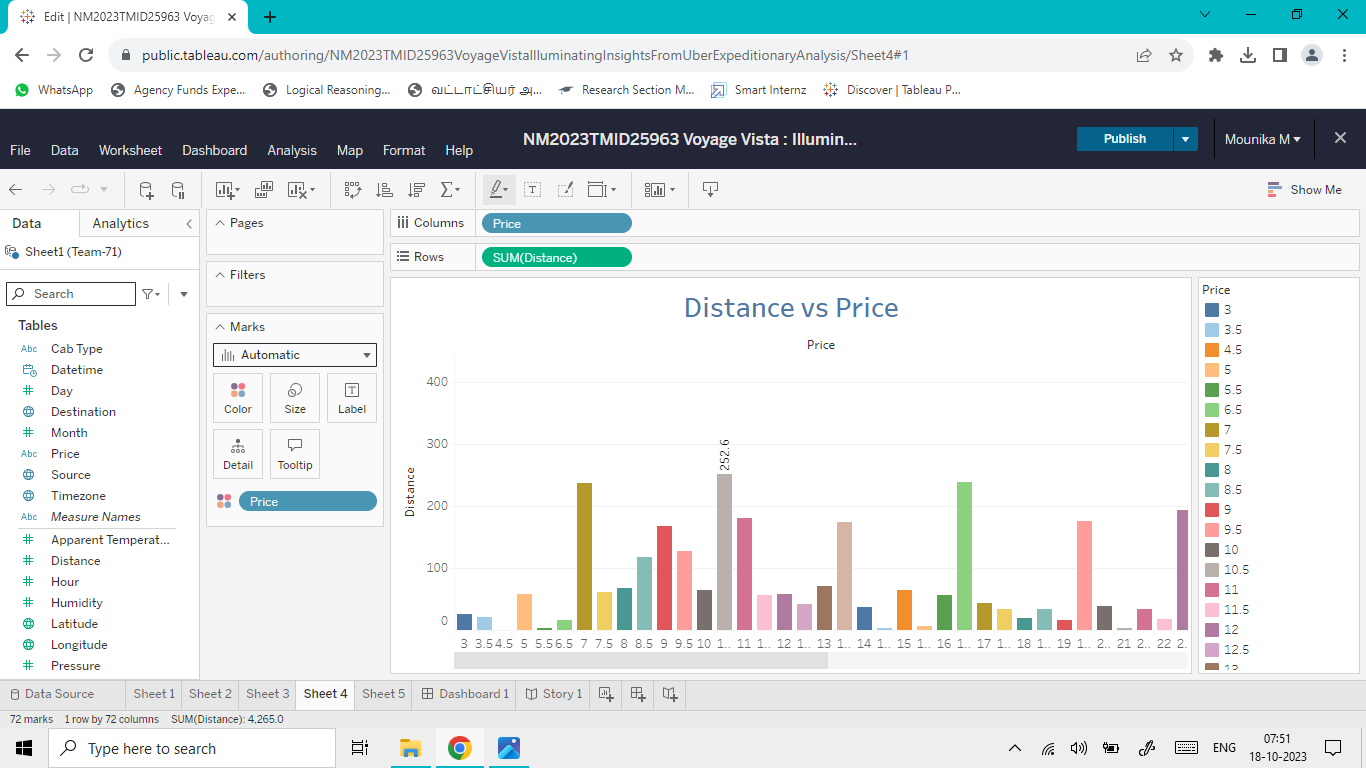 Edit | NM2023TMID25963 Voyag
public.tableau.com/authoring/NM2023TMID25963VoyageVistaIlluminatingInsightsFromUberExpeditionaryAnalysis/Sheet4#1
WhatsApp Agency Funds Expe... Logical Reasoning... வட்டாட்சியர் அ... Research Section M... Smart Internz Discover | Tableau P...
NM2023TMID25963 Voyage Vista : Illumin...
Publish Mounika M
File Data Worksheet Dashboard Analysis Map Format Help
Show Me
Data Analytics
Sheet1 (Team-71)
Search
Tables
Abc Cab Type
Datetime
Day
Destination
Month
Abc Price
Source
Timezone
Abc Measure Names
Apparent Temperat...
Distance
Hour
Humidity
Latitude
Longitude
Pressure
Pages
Filters
Marks
Automatic
Color Size Label
Detail Tooltip
Price
Columns Price
Rows SUM(Distance)
Distance vs Price
Price
Distance
400
300
200
100
0
252.6
3 3.5 4.5 5 5.5 6.5 7 7.5 8 8.5 9 9.5 10 1.. 11 1.. 12 1.. 13 1.. 14 1.. 15 1.. 16 1.. 17 1.. 18 1.. 19 1.. 2.. 21 2.. 22 2.
Price
3
3.5
4.5
5
5.5
6.5
7
7.5
8
8.5
9
9.5
10
10.5
11
11.5
12
12.5
13
Data Source Sheet 1 Sheet 2 Sheet 3 Sheet 4 Sheet 5 Dashboard 1 Story 1
72 marks 1 row by 72 columns SUM(Distance): 4,265.0
Type here to search
ENG
07:51
18-10-2023